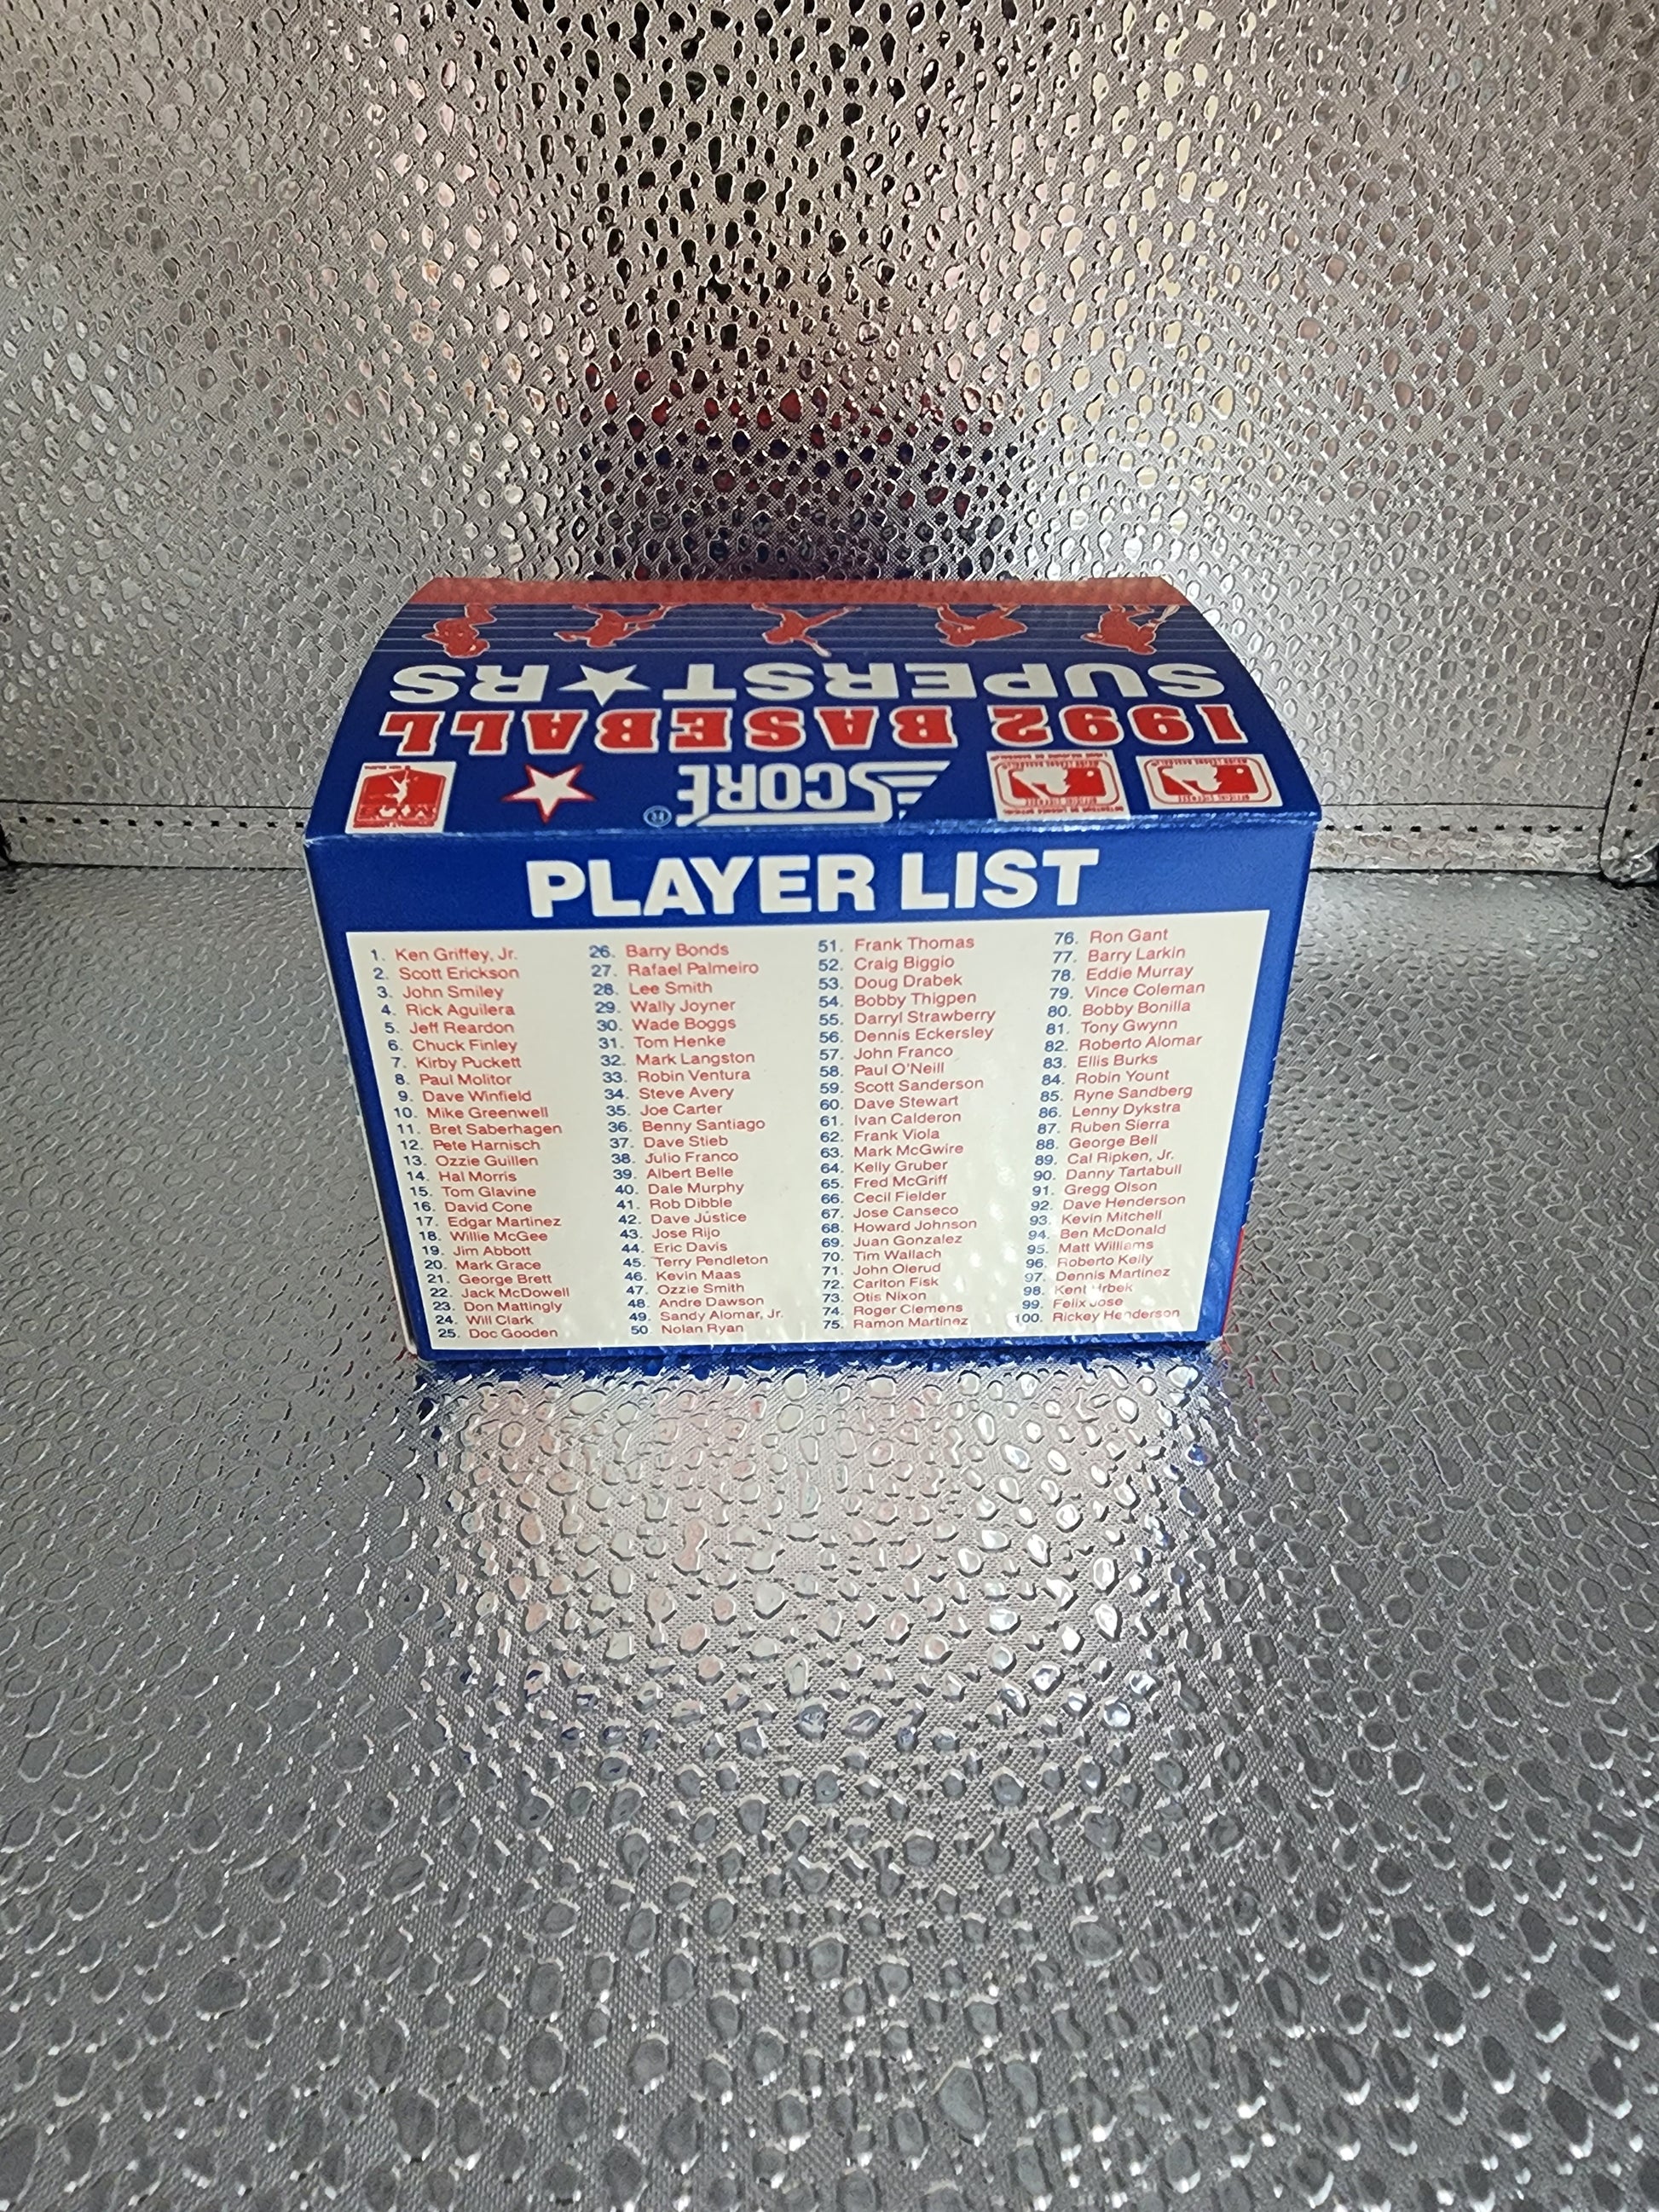 SUPERST★RS
1992 BASEBALL
SCORE ®
PLAYER LIST
1. Ken Griffey, Jr.
2. Scott Erickson
3. John Smiley
4. Rick Aguilera
5. Jeff Reardon
6. Chuck Finley
7. Kirby Puckett
8. Paul Molitor
9. Dave Winfield
10. Mike Greenwell
11. Bret Saberhagen
12. Pete Harnisch
13. Ozzie Guillen
14. Hal Morris
15. Tom Glavine
16. David Cone
17. Edgar Martinez
18. Willie McGee
19. Jim Abbott
20. Mark Grace
21. George Brett
22. Jack McDowell
23. Don Mattingly
24. Will Clark
25. Doc Gooden
26. Barry Bonds
27. Rafael Palmeiro
28. Lee Smith
29. Wally Joyner
30. Wade Boggs
31. Tom Henke
32. Mark Langston
33. Robin Ventura
34. Steve Avery
35. Joe Carter
36. Benny Santiago
37. Dave Stieb
38. Julio Franco
39. Albert Belle
40. Dale Murphy
41. Rob Dibble
42. Dave Justice
43. Jose Rijo
44. Eric Davis
45. Terry Pendleton
46. Kevin Maas
47. Ozzie Smith
48. Andre Dawson
49. Sandy Alomar, Jr.
50 Nolan Ryan
51. Frank Thomas
52. Craig Biggio
53. Doug Drabek
54. Bobby Thigpen
55. Darryl Strawberry
56. Dennis Eckersley
57. John Franco
58. Paul O'Neill
59. Scott Sanderson
60. Dave Stewart
61. Ivan Calderon
62. Frank Viola
63. Mark McGwire
64. Kelly Gruber
65. Fred McGriff
66. Cecil Fielder
67. Jose Canseco
68. Howard Johnson
69. Juan Gonzalez
70. Tim Wallach
71. John Olerud
72. Carlton Fisk
73. Otis Nixon
74. Roger Clemens
75. Ramon Martinez
76. Ron Gant
77. Barry Larkin
78. Eddie Murray
79. Vince Coleman
80. Bobby Bonilla
81. Tony Gwynn
82. Roberto Alomar
83. Ellis Burks
84. Robin Yount
85. Ryne Sandberg
86. Lenny Dykstra
87. Ruben Sierra
88. George Bell
89. Cal Ripken, Jr.
90. Danny Tartabull
91. Gregg Olson
92. Dave Henderson
93. Kevin Mitchell
94. Ben McDonald
95. Matt Williams
96. Roberto Kelly
97. Dennis Martinez
98. Kent Hrbek
99. Felix Jose
100. Rickey Henderson